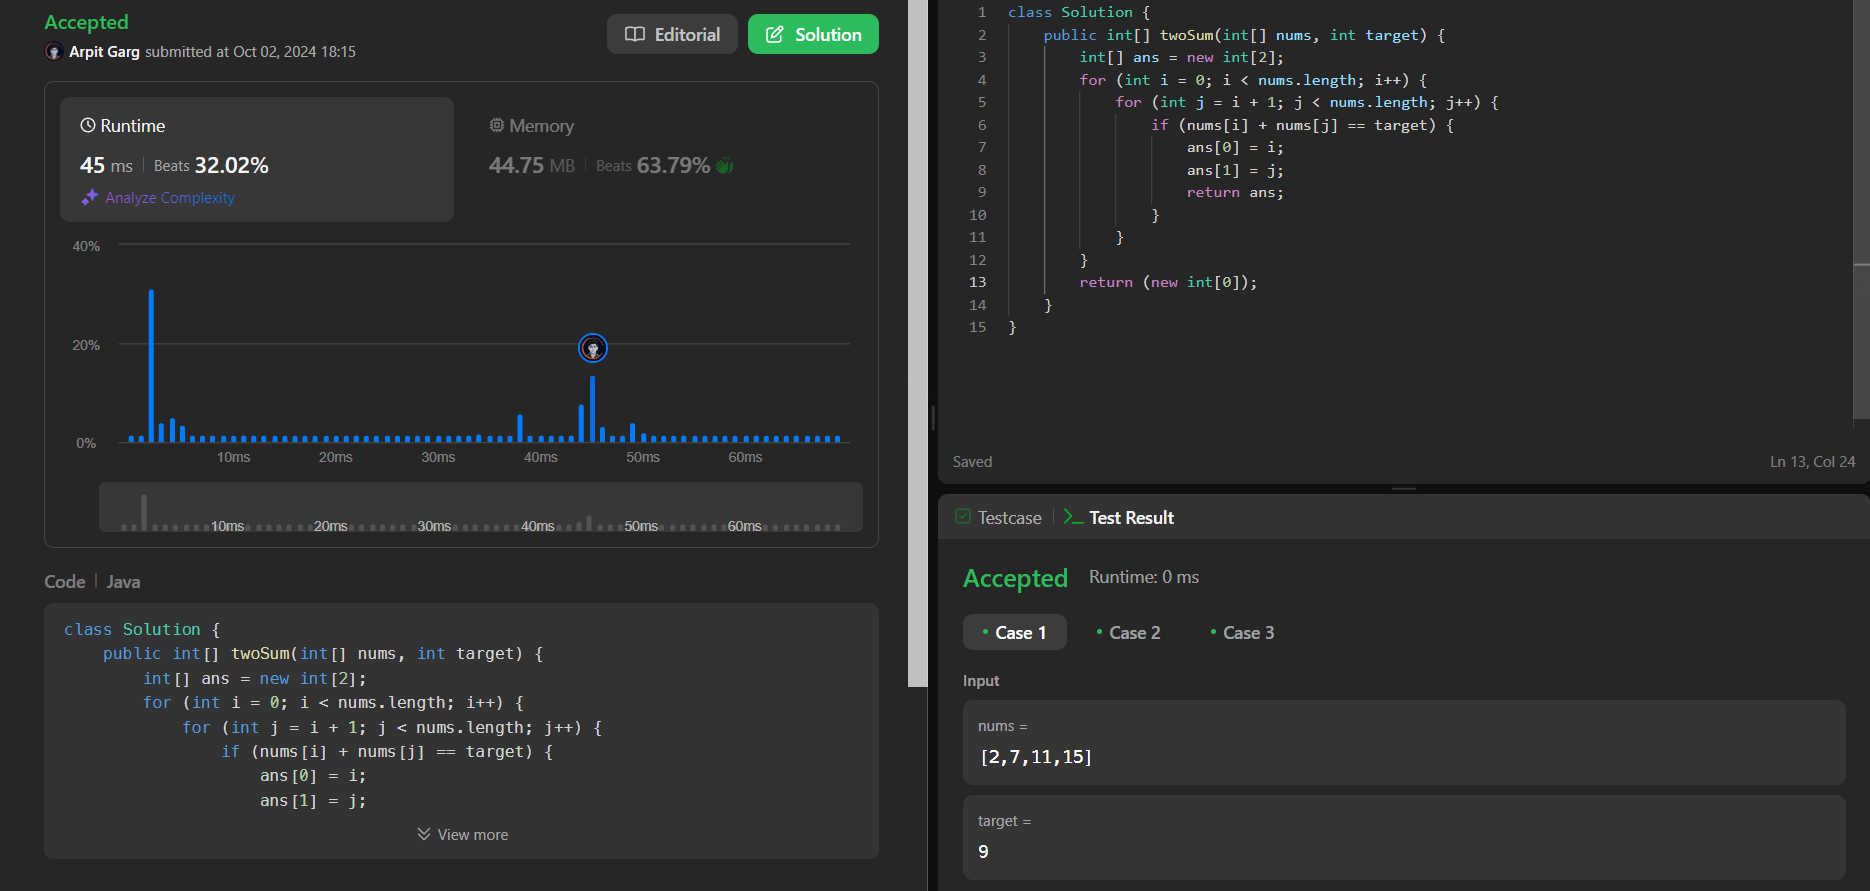 Accepted
Arpit Garg submitted at Oct 02, 2024 18:15
Editorial
Solution
Runtime
45 ms | Beats 32.02%
Analyze Complexity
Memory
44.75 MB | Beats 63.79%
40%
20%
0%
10ms 20ms 30ms 40ms 50ms 60ms
10ms 20ms 30ms 40ms 50ms 60ms
Code | Java
class Solution {
    public int[] twoSum(int[] nums, int target) {
        int[] ans = new int[2];
        for (int i = 0; i < nums.length; i++) {
            for (int j = i + 1; j < nums.length; j++) {
                if (nums[i] + nums[j] == target) {
                    ans[0] = i;
                    ans[1] = j;
View more
1 class Solution {
2     public int[] twoSum(int[] nums, int target) {
3         int[] ans = new int[2];
4         for (int i = 0; i < nums.length; i++) {
5             for (int j = i + 1; j < nums.length; j++) {
6                 if (nums[i] + nums[j] == target) {
7                     ans[0] = i;
8                     ans[1] = j;
9                     return ans;
10                 }
11             }
12         }
13         return (new int[0]);
14     }
15 }
Saved
Ln 13, Col 24
Testcase | >_ Test Result
Accepted Runtime: 0 ms
• Case 1 • Case 2 • Case 3
Input
nums =
[2,7,11,15]
target =
9